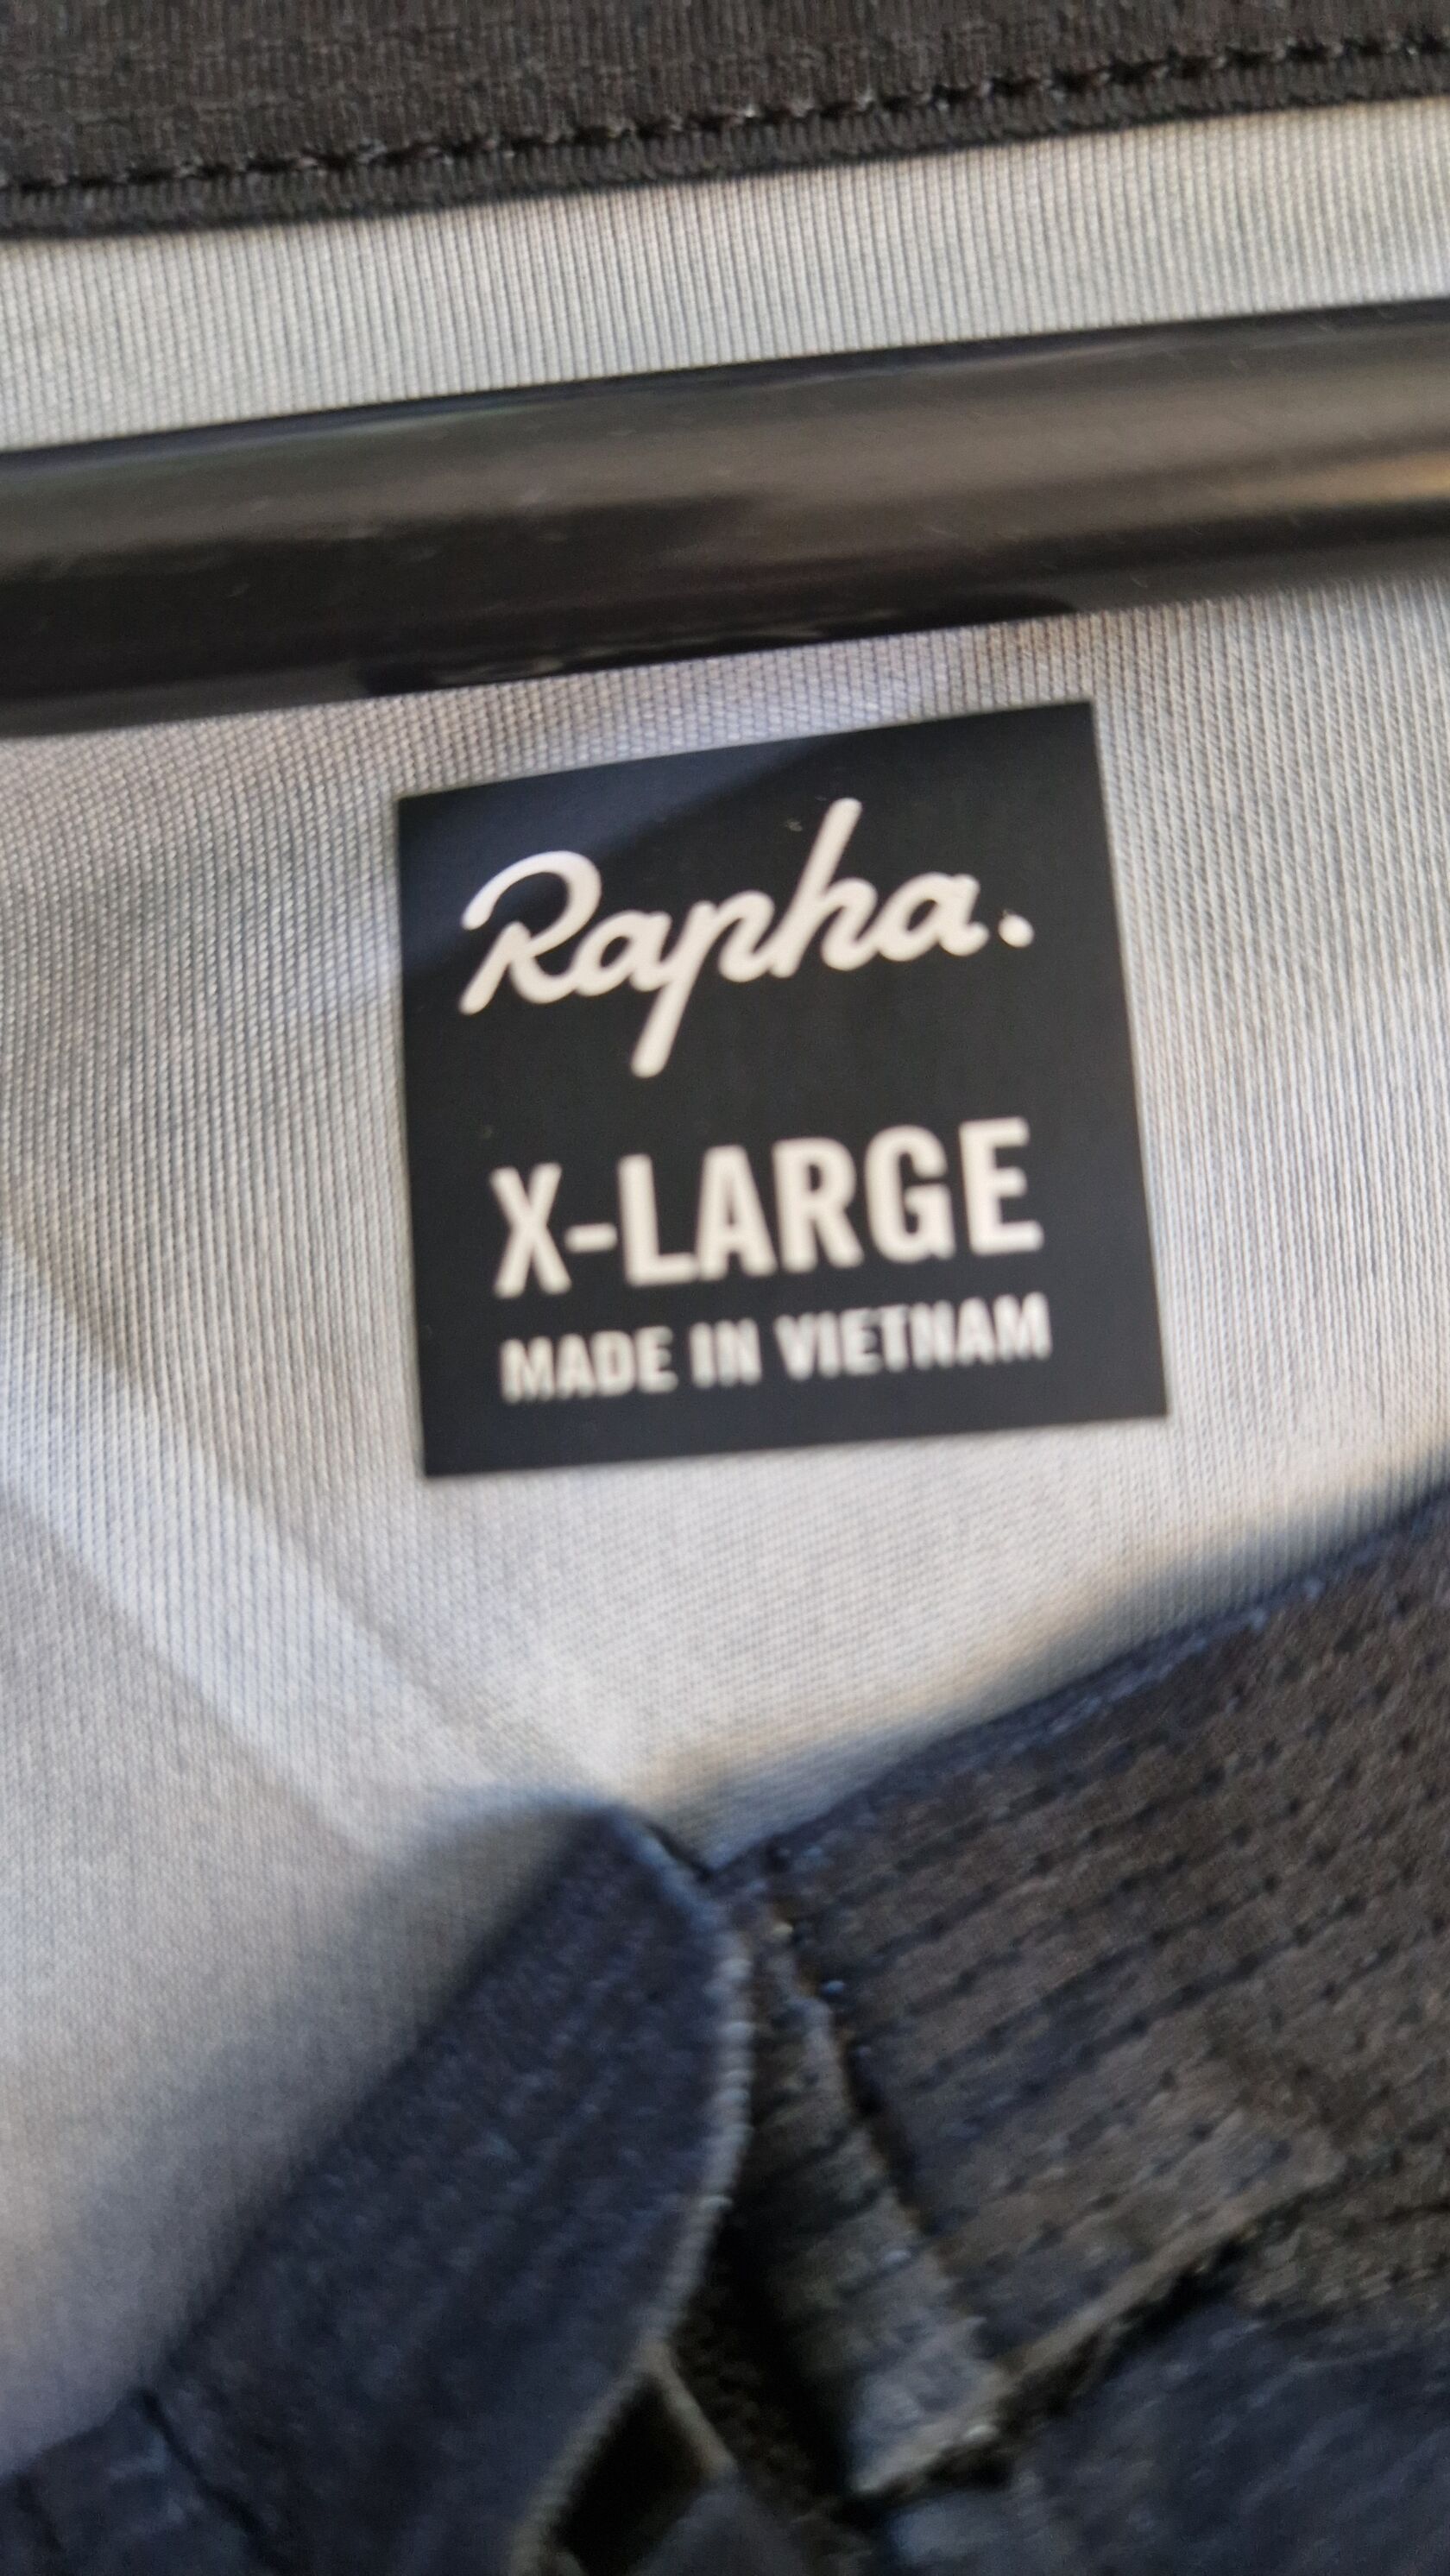 Rapha.
X-LARGE
MADE IN VIETNAM